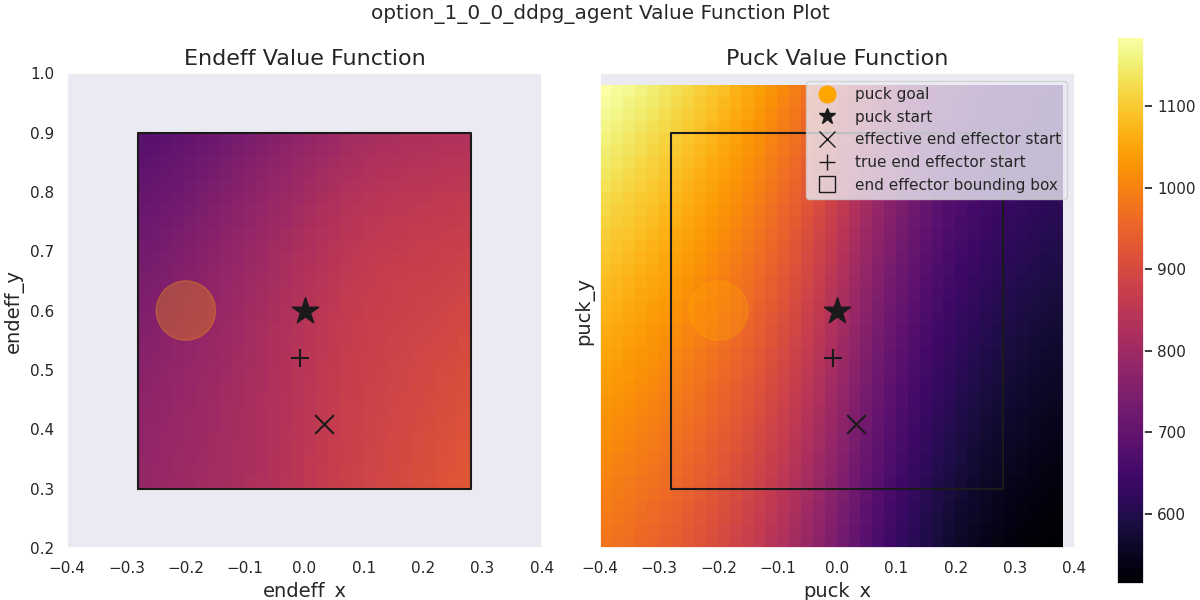 option_1_0_0_ddpg_agent Value Function Plot
Endeff Value Function
1.0
0.9
0.8
0.7
0.6
0.5
0.4
0.3
0.2
endeff_y
−0.4 −0.3 −0.2 −0.1 0.0 0.1 0.2 0.3 0.4
endeff_x
Puck Value Function
puck goal
puck start
effective end effector start
true end effector start
end effector bounding box
puck_y
−0.4 −0.3 −0.2 −0.1 0.0 0.1 0.2 0.3 0.4
puck_x
1100
1000
900
800
700
600